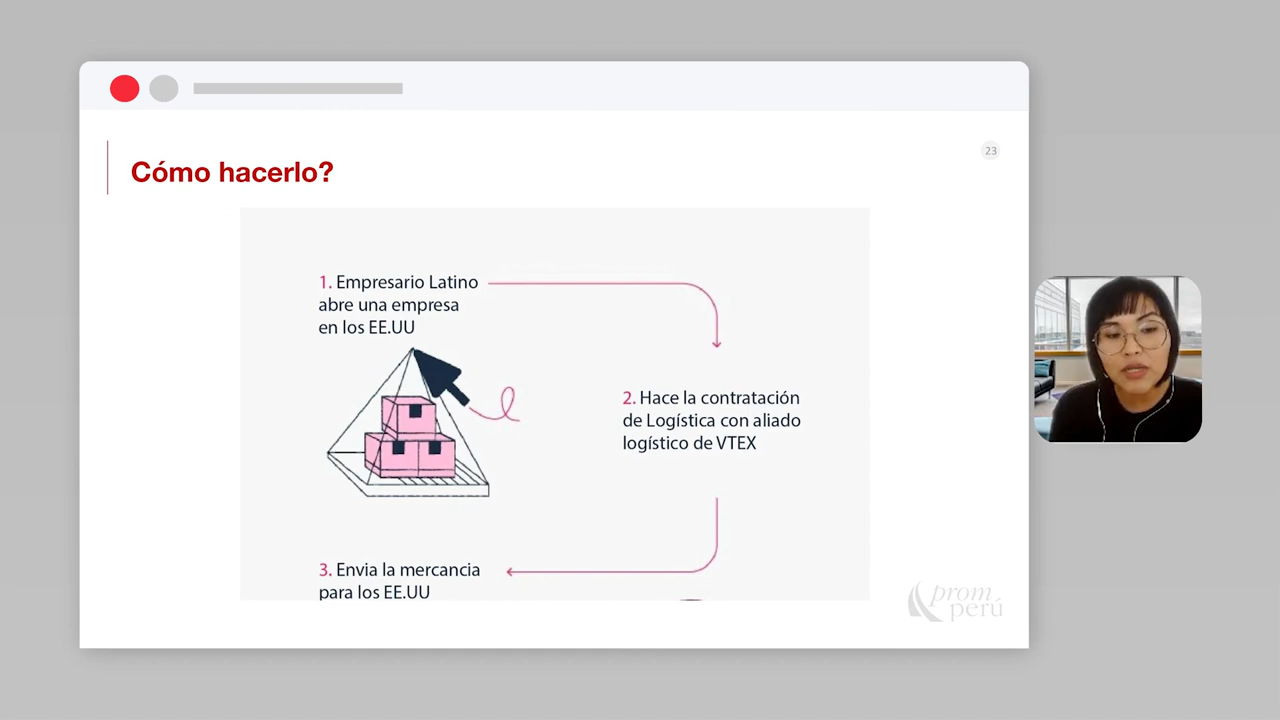 Cómo hacerlo?
23
1. Empresario Latino
abre una empresa
en los EE.UU
2. Hace la contratación
de Logística con aliado
logístico de VTEX
3. Envia la mercancia
para los EE.UU
prom
perú